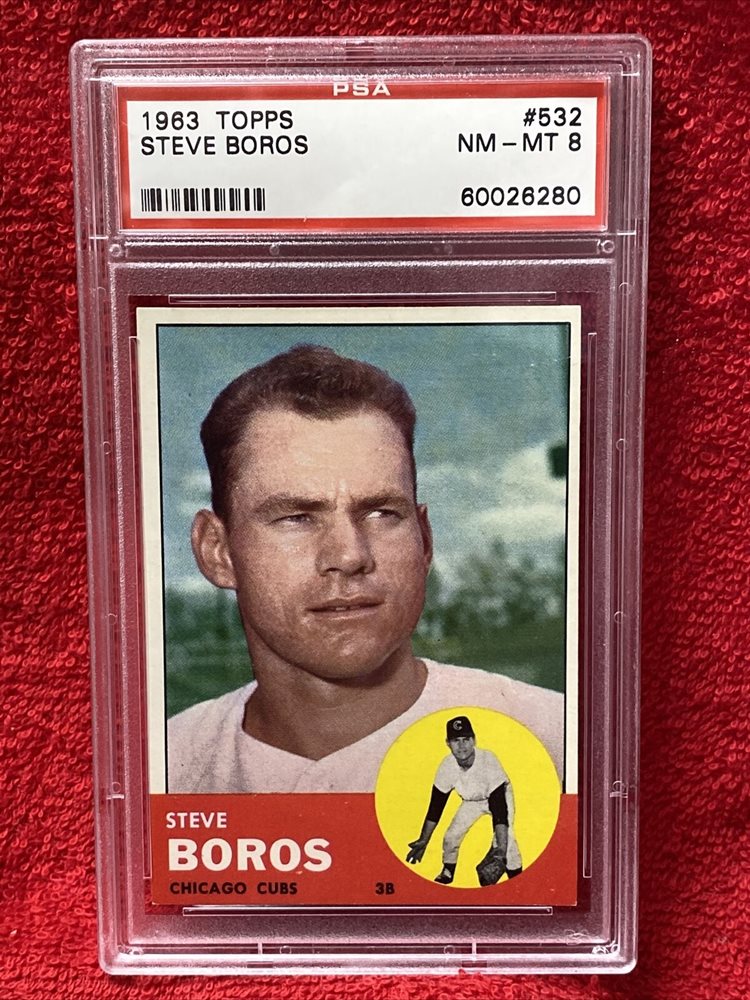 PSA
1963 TOPPS #532
STEVE BOROS NM-MT 8
60026280
C
STEVE
BOROS
CHICAGO CUBS 3B